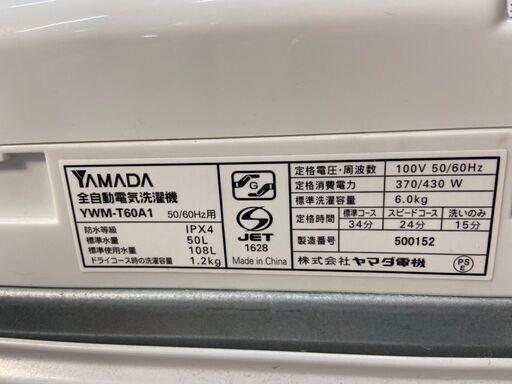 YAMADA
全自動電気洗濯機
YWM-T60A1 50/60Hz用
防水等級 IPX4
標準水量 50L
標準使用水量 108L
ドライコース時の洗濯容量 1.2kg
G
JET
1628
Made in China
定格電圧・周波数 100V 50/60Hz
定格消費電力 370/430 W
標準洗濯容量 6.0kg
定格時間 標準コース 34分 スピードコース 24分 洗いのみ 15分
製造番号 500152
株式会社ヤマダ電機
PS
E